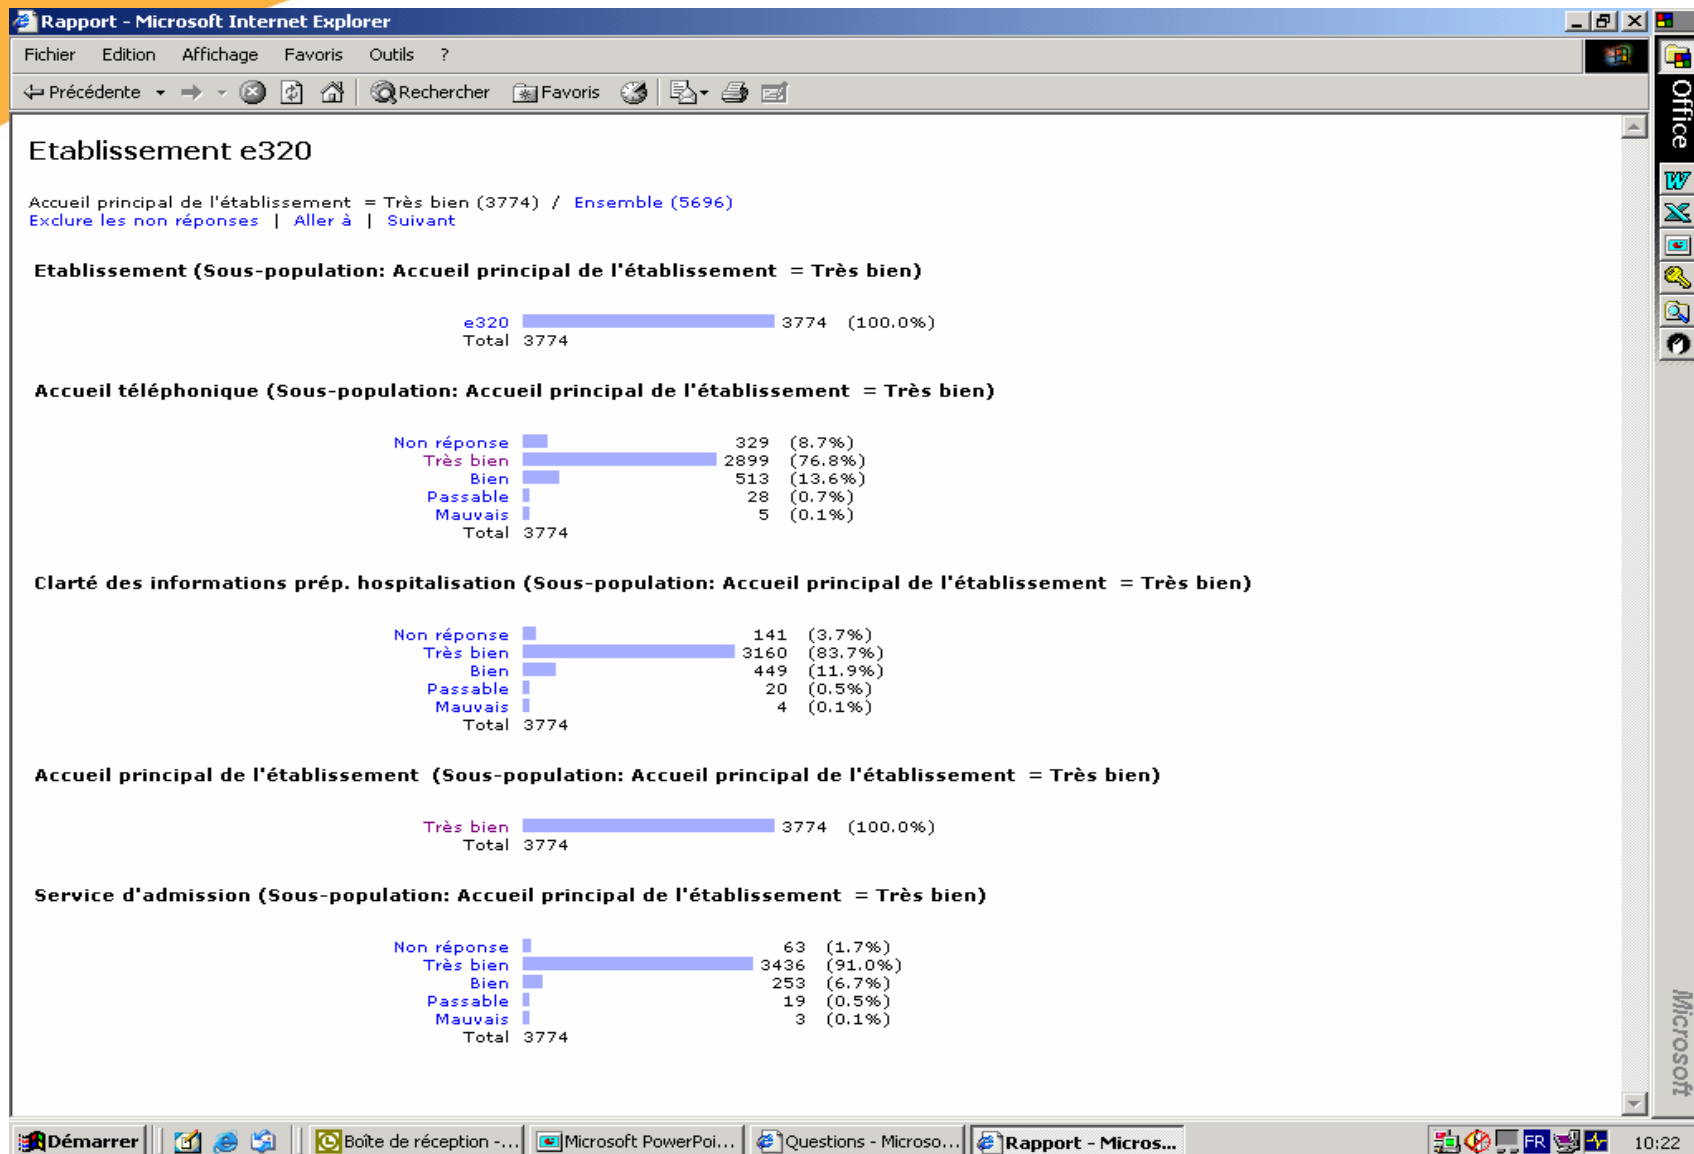 Rapport - Microsoft Internet Explorer
Fichier Edition Affichage Favoris Outils ?
Précédente Rechercher Favoris
Office
Etablissement e320
Accueil principal de l'établissement = Très bien (3774) / Ensemble (5696)
Exclure les non réponses | Aller à | Suivant
Etablissement (Sous-population: Accueil principal de l'établissement = Très bien)
e320 3774 (100.0%)
Total 3774
Accueil téléphonique (Sous-population: Accueil principal de l'établissement = Très bien)
Non réponse 329 (8.7%)
Très bien 2899 (76.8%)
Bien 513 (13.6%)
Passable 28 (0.7%)
Mauvais 5 (0.1%)
Total 3774
Clarté des informations prép. hospitalisation (Sous-population: Accueil principal de l'établissement = Très bien)
Non réponse 141 (3.7%)
Très bien 3160 (83.7%)
Bien 449 (11.9%)
Passable 20 (0.5%)
Mauvais 4 (0.1%)
Total 3774
Accueil principal de l'établissement (Sous-population: Accueil principal de l'établissement = Très bien)
Très bien 3774 (100.0%)
Total 3774
Service d'admission (Sous-population: Accueil principal de l'établissement = Très bien)
Non réponse 63 (1.7%)
Très bien 3436 (91.0%)
Bien 253 (6.7%)
Passable 19 (0.5%)
Mauvais 3 (0.1%)
Total 3774
Microsoft
Démarrer Boîte de réception -... Microsoft PowerPoi... Questions - Microso... Rapport - Micros... FR 10:22